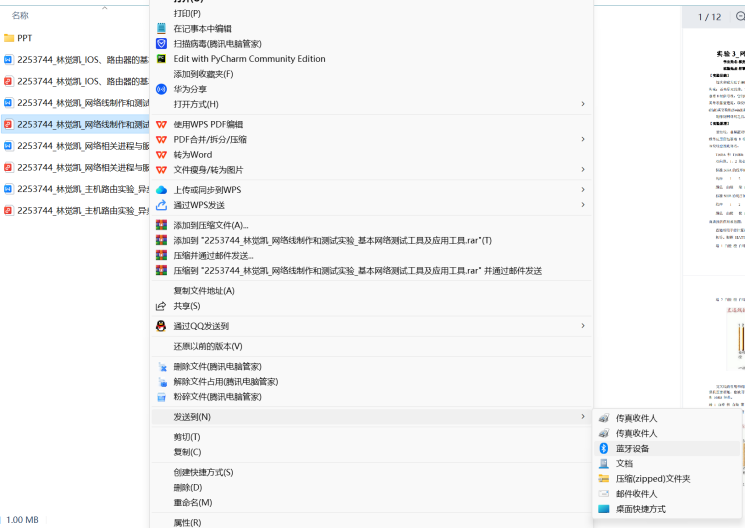 名称
PPT
2253744_林觉凯_IOS、路由器的基
2253744_林觉凯_IOS、路由器的基
2253744_林觉凯_网络线制作和测试
2253744_林觉凯_网络线制作和测试
2253744_林觉凯_网络相关进程与服
2253744_林觉凯_网络相关进程与服
2253744_林觉凯_主机路由实验_异步
2253744_林觉凯_主机路由实验_异步
1.00 MB
打印(P)
在记事本中编辑
扫描病毒(腾讯电脑管家)
Edit with PyCharm Community Edition
添加到收藏夹(F)
华为分享
打开方式(H)
使用WPS PDF编辑
PDF合并/拆分/压缩
转为Word
文件瘦身/转为图片
上传或同步到WPS
通过WPS发送
添加到压缩文件(A)...
添加到 "2253744_林觉凯_网络线制作和测试实验_基本网络测试工具及应用工具.rar"(T)
压缩并通过邮件发送...
压缩到 "2253744_林觉凯_网络线制作和测试实验_基本网络测试工具及应用工具.rar" 并通过邮件发送
复制文件地址(A)
共享(S)
通过QQ发送到
还原以前的版本(V)
删除文件(腾讯电脑管家)
解除文件占用(腾讯电脑管家)
粉碎文件(腾讯电脑管家)
发送到(N)
剪切(T)
复制(C)
创建快捷方式(S)
删除(D)
重命名(M)
属性(R)
传真收件人
传真收件人
蓝牙设备
文档
压缩(zipped)文件夹
邮件收件人
桌面快捷方式
1 / 12